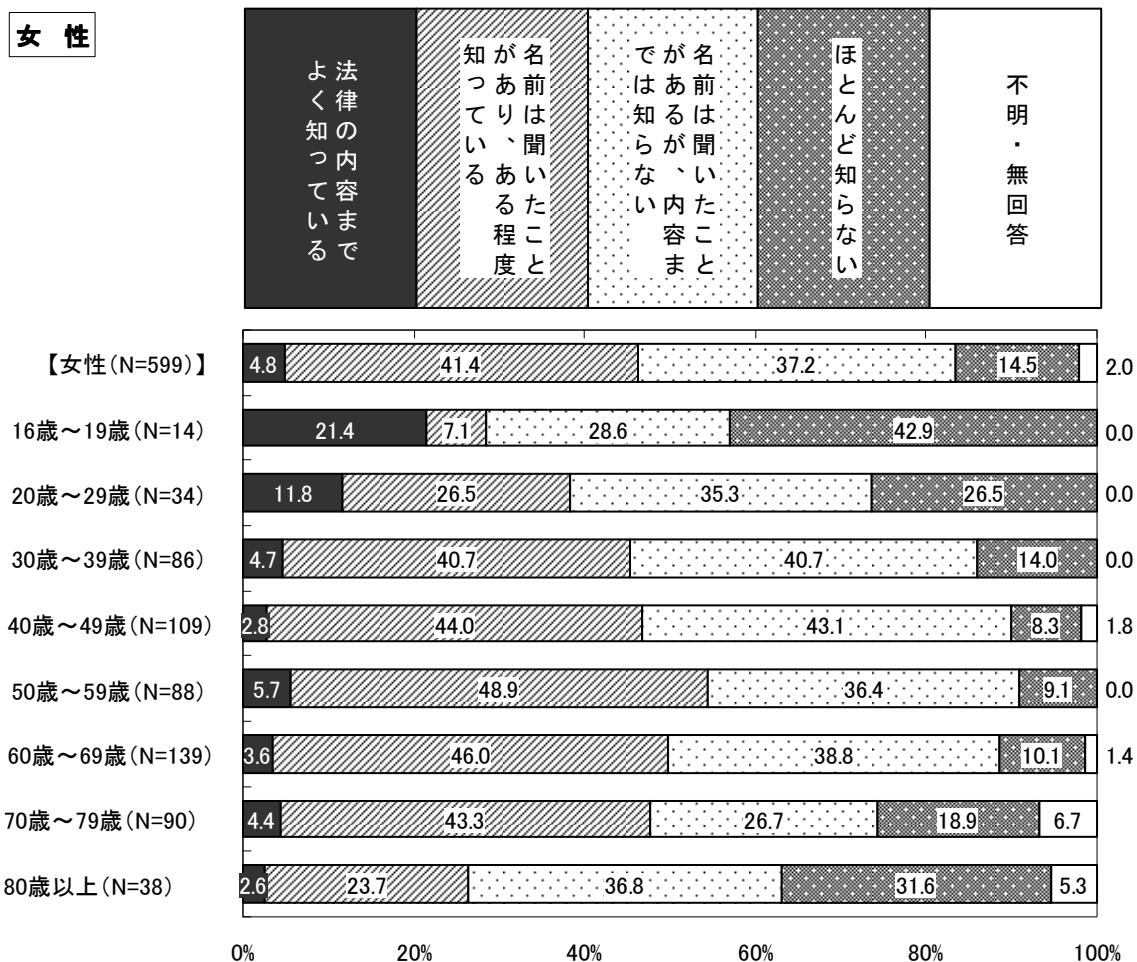 女 性
法律の内容まで
よく知っている
名前は聞いたこと
があり、ある程度
知っている
名前は聞いたこと
があるが、内容ま
では知らない
ほとんど知らない
不明・無回答
【女性(N=599)】 4.8 41.4 37.2 14.5 2.0
16歳～19歳(N=14) 21.4 7.1 28.6 42.9 0.0
20歳～29歳(N=34) 11.8 26.5 35.3 26.5 0.0
30歳～39歳(N=86) 4.7 40.7 40.7 14.0 0.0
40歳～49歳(N=109) 2.8 44.0 43.1 8.3 1.8
50歳～59歳(N=88) 5.7 48.9 36.4 9.1 0.0
60歳～69歳(N=139) 3.6 46.0 38.8 10.1 1.4
70歳～79歳(N=90) 4.4 43.3 26.7 18.9 6.7
80歳以上(N=38) 2.6 23.7 36.8 31.6 5.3
0% 20% 40% 60% 80% 100%